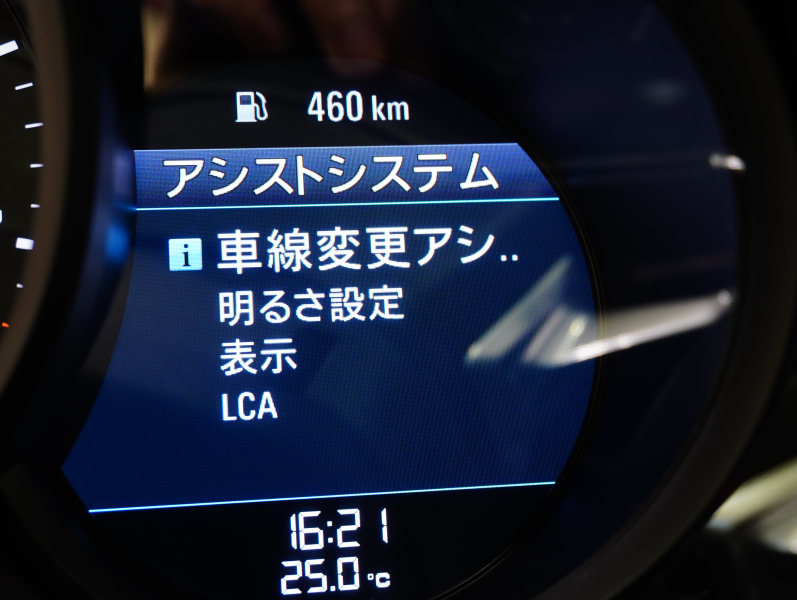 460 km
アシストシステム
i 車線変更アシ..
明るさ設定
表示
LCA
16:21
25.0 °C